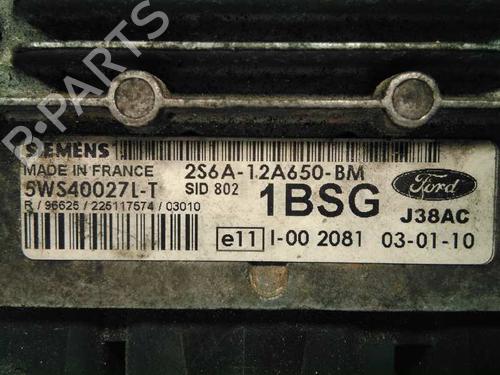 B-PARTS
SIEMENS
MADE IN FRANCE
2S6A-12A650-BM
5WS40027L-T
SID 802
1BSG
Ford
J38AC
R / 96625 / 225117574 / 03010
e11
I-00 2081
03-01-10